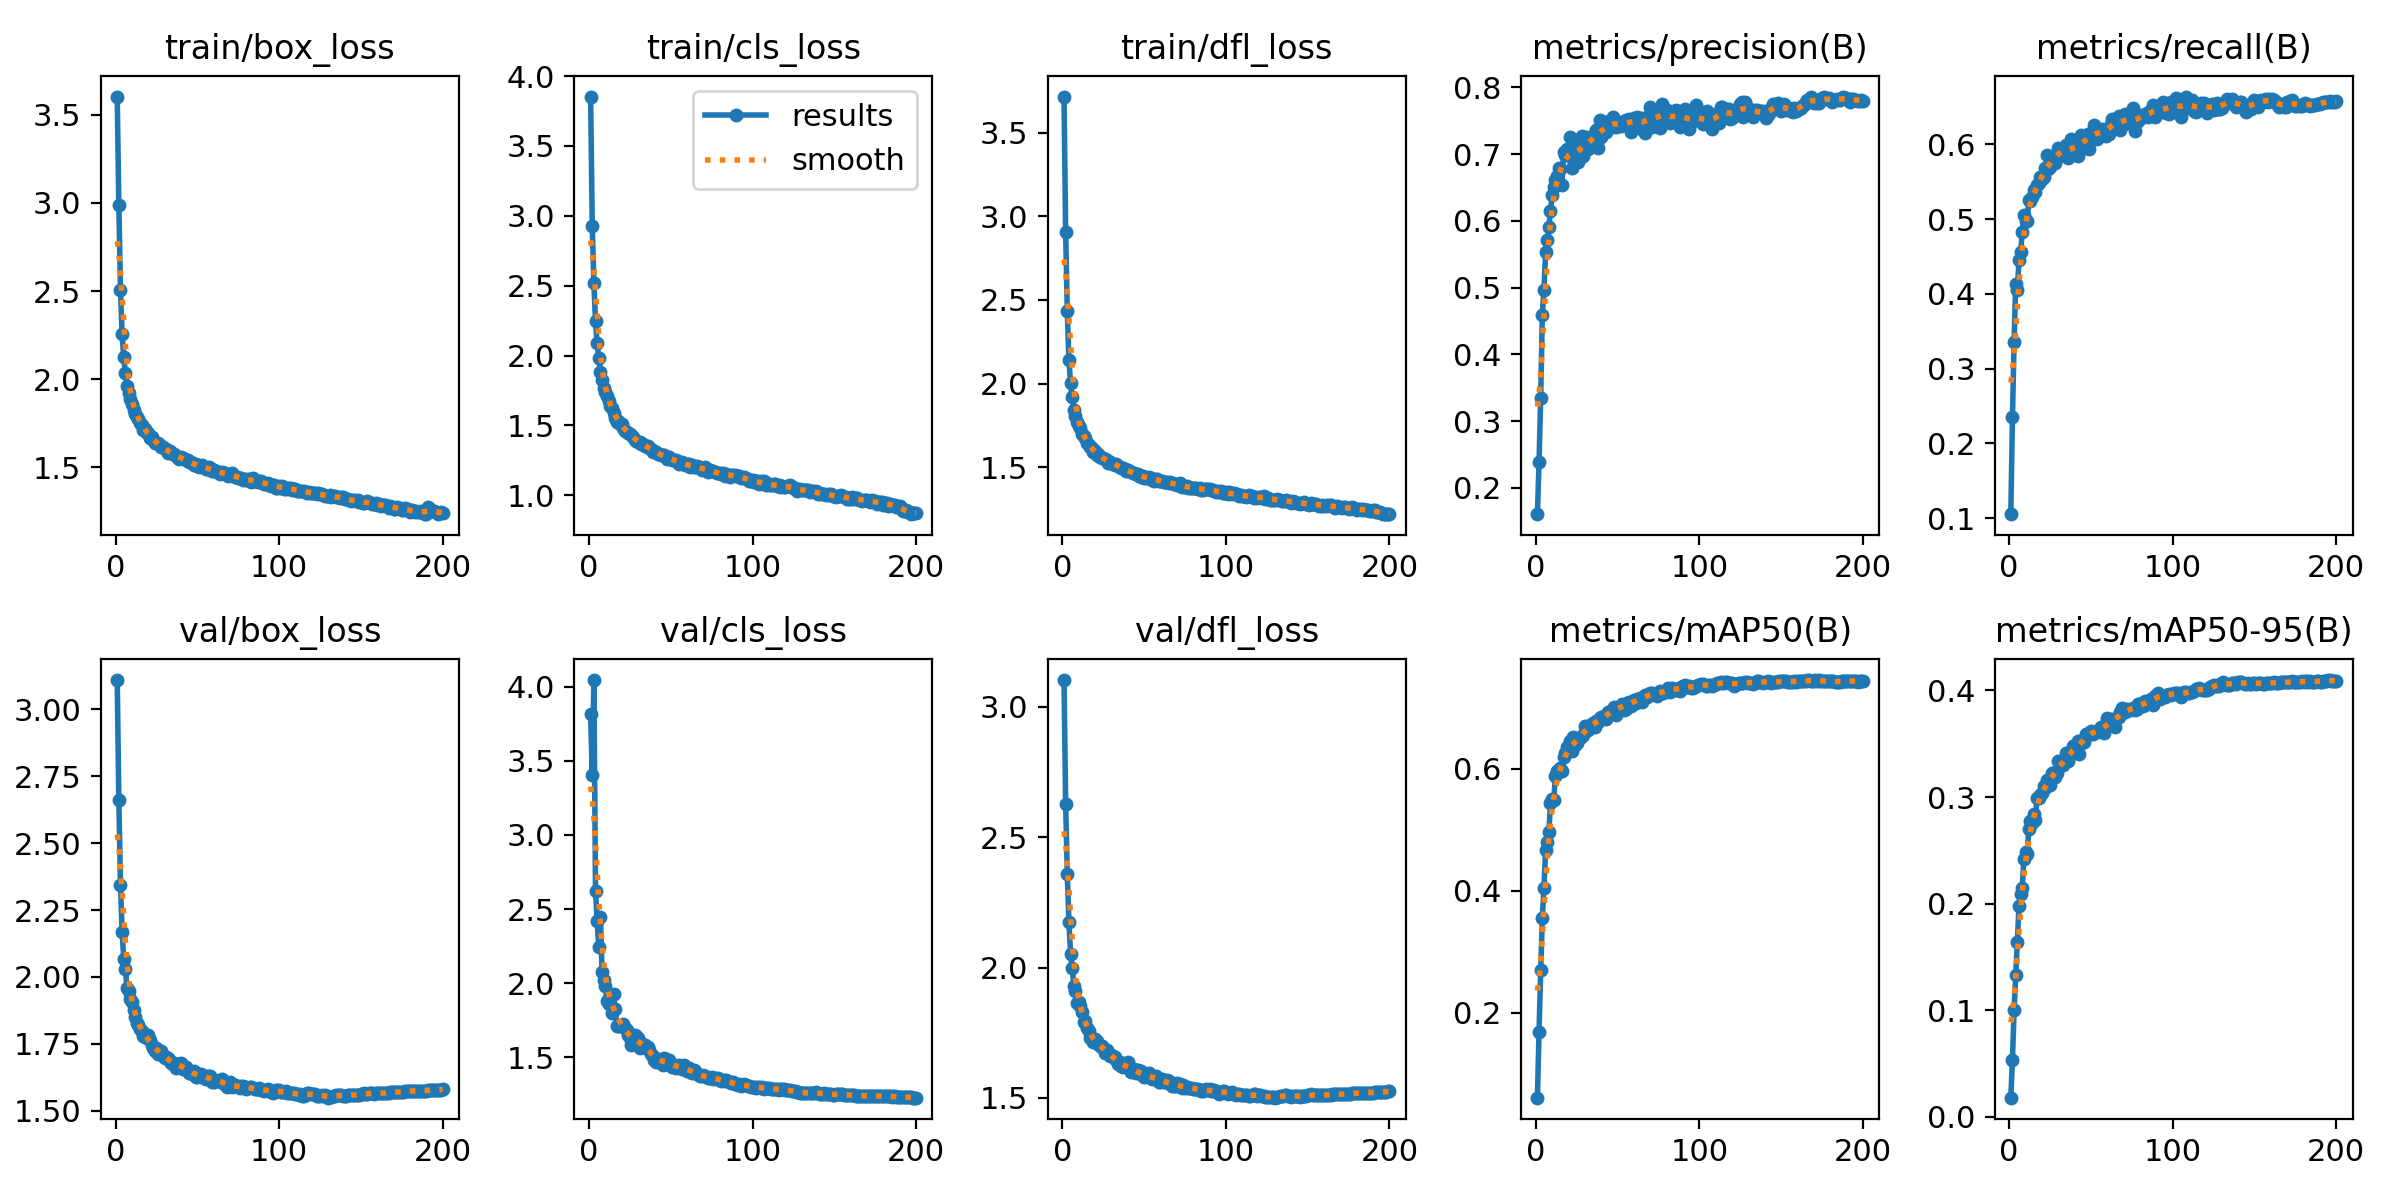 train/box_loss
3.5
3.0
2.5
2.0
1.5
0 100 200
train/cls_loss
4.0
3.5
3.0
2.5
2.0
1.5
1.0
results
smooth
0 100 200
train/dfl_loss
3.5
3.0
2.5
2.0
1.5
0 100 200
metrics/precision(B)
0.8
0.7
0.6
0.5
0.4
0.3
0.2
0 100 200
metrics/recall(B)
0.6
0.5
0.4
0.3
0.2
0.1
0 100 200
val/box_loss
3.00
2.75
2.50
2.25
2.00
1.75
1.50
0 100 200
val/cls_loss
4.0
3.5
3.0
2.5
2.0
1.5
0 100 200
val/dfl_loss
3.0
2.5
2.0
1.5
0 100 200
metrics/mAP50(B)
0.6
0.4
0.2
0 100 200
metrics/mAP50-95(B)
0.4
0.3
0.2
0.1
0.0
0 100 200